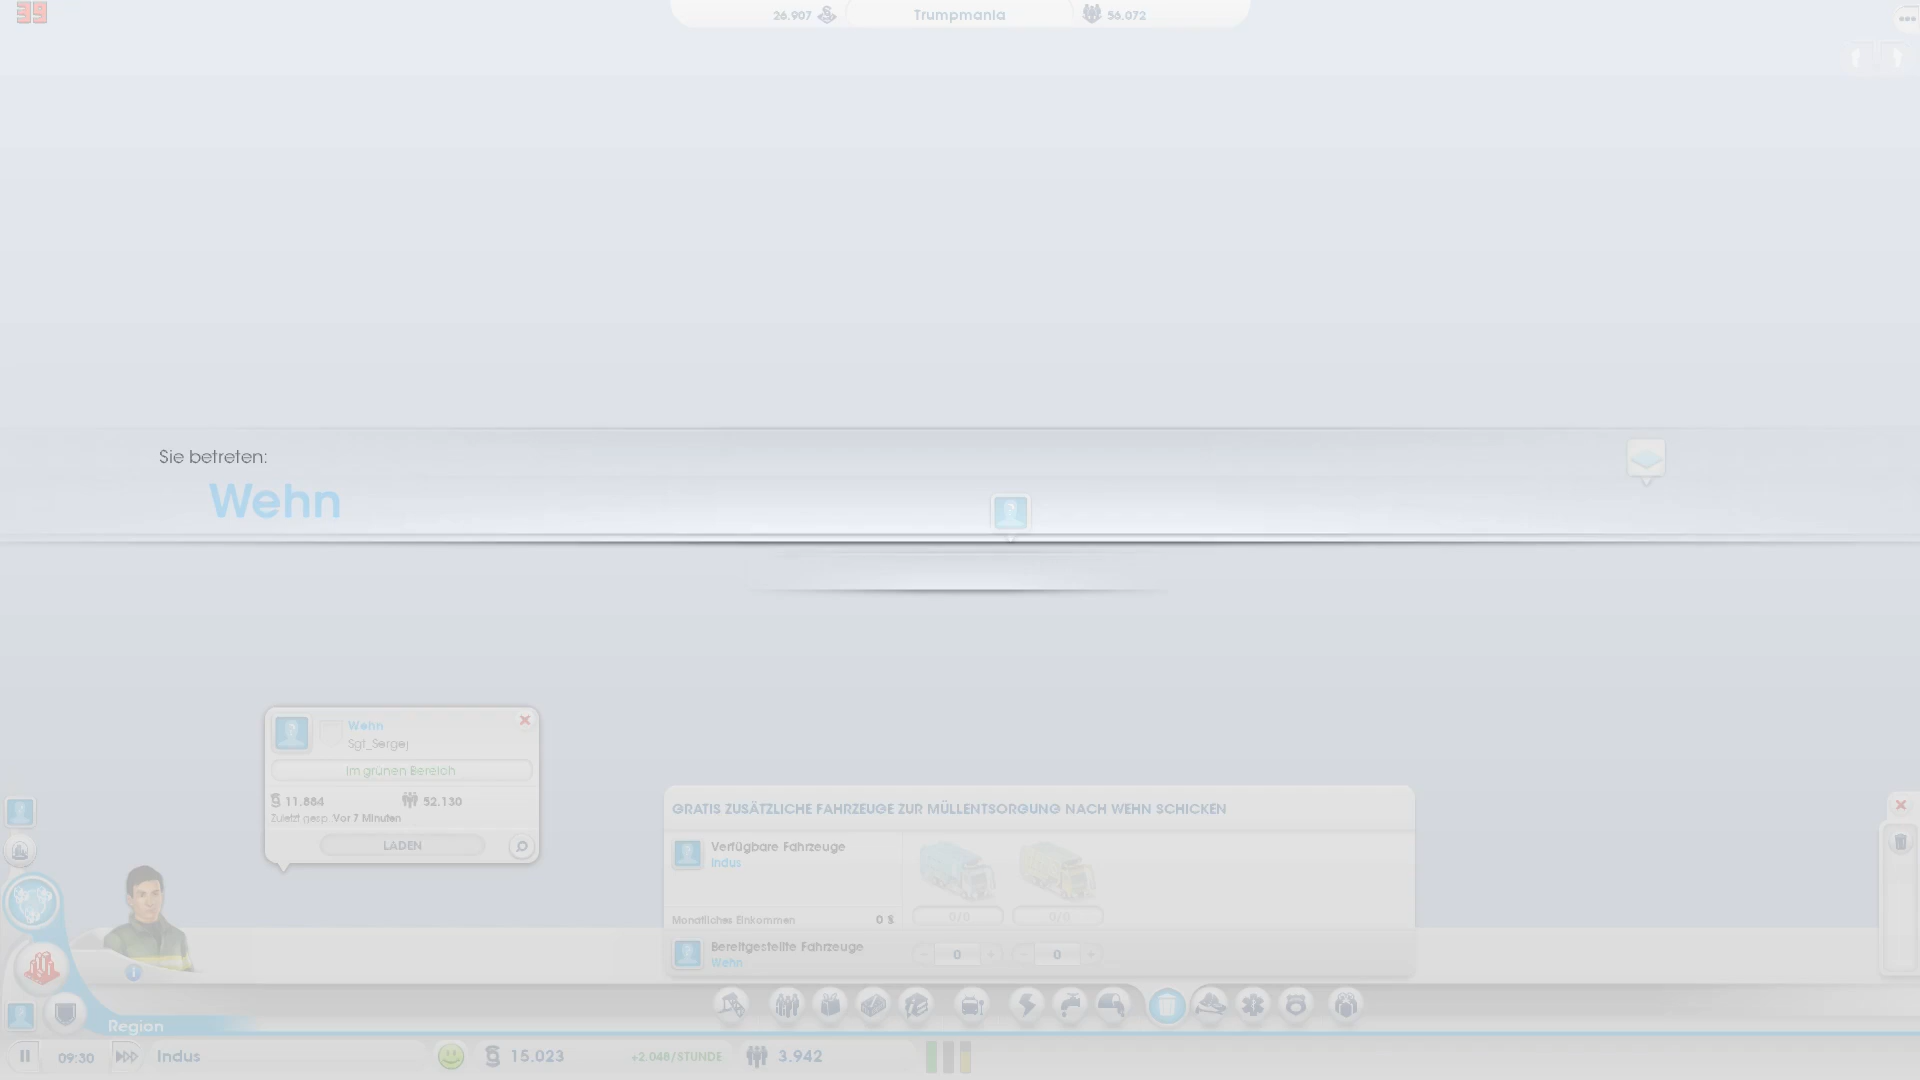 39
26.907
Trumpmania
56.072
Sie betreten:
Wehn
Wehn
Sgt_Sergej
Im grünen Bereich
11.884
52.130
Zuletzt gesp.:Vor 7 Minuten
LADEN
GRATIS ZUSÄTZLICHE FAHRZEUGE ZUR MÜLLENTSORGUNG NACH WEHN SCHICKEN
Verfügbare Fahrzeuge
Indus
Monatliches Einkommen 0 $
0/0
0/0
Bereitgestellte Fahrzeuge
Wehn
- 0 +
- 0 +
Region
09:30
Indus
15.023
+2.048/STUNDE
3.942